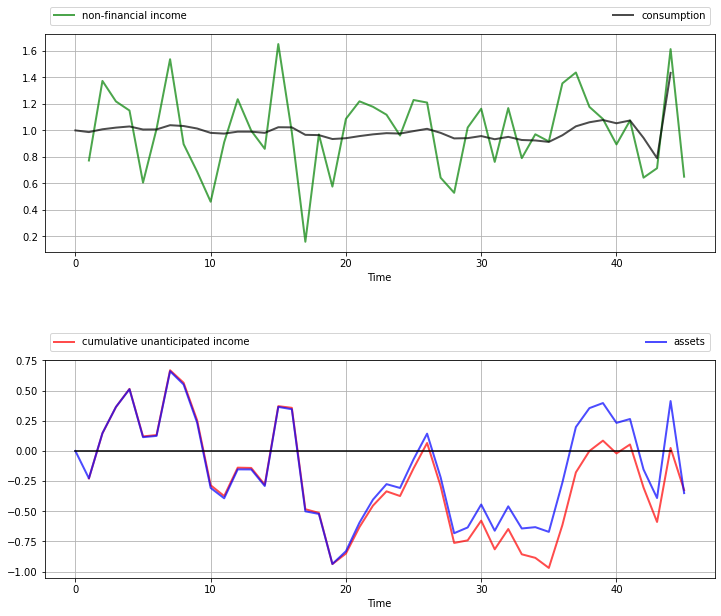 non-financial income consumption
1.6
1.4
1.2
1.0
0.8
0.6
0.4
0.2
0 10 20 30 40
Time
cumulative unanticipated income assets
0.75
0.50
0.25
0.00
−0.25
−0.50
−0.75
−1.00
0 10 20 30 40
Time